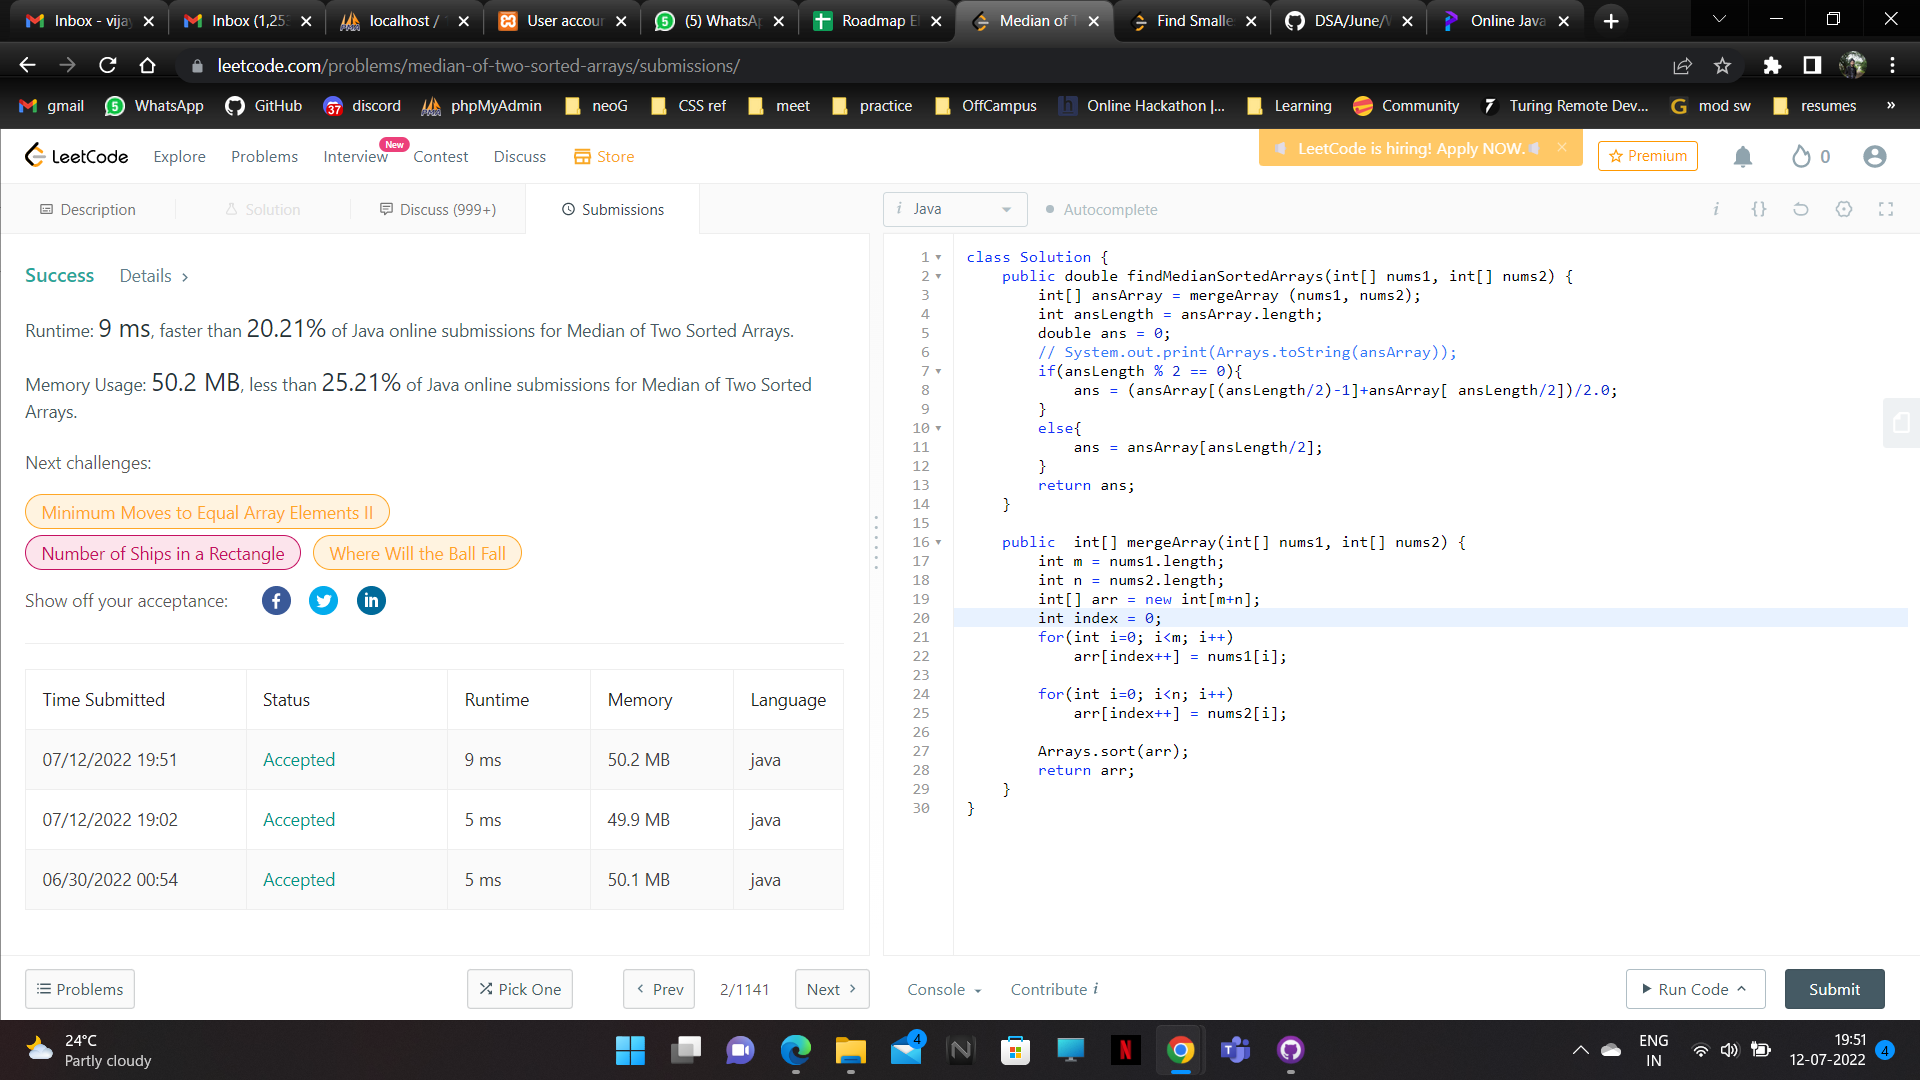 Inbox - vija
Inbox (1,253
localhost /
User accoun
(5) WhatsAp
Roadmap E
Median of T
Find Smalle
DSA/June/
Online Java
leetcode.com/problems/median-of-two-sorted-arrays/submissions/
gmail
WhatsApp
GitHub
37
discord
phpMyAdmin
neoG
CSS ref
meet
practice
OffCampus
h
Online Hackathon |...
Learning
Community
Turing Remote Dev...
mod sw
resumes
»
LeetCode
Explore
Problems
Interview
New
Contest
Discuss
Store
LeetCode is hiring! Apply NOW.
Premium
0
Description
Solution
Discuss (999+)
Submissions
i Java
Autocomplete
i
{}
Success
Details
Runtime: 9 ms, faster than 20.21% of Java online submissions for Median of Two Sorted Arrays.
Memory Usage: 50.2 MB, less than 25.21% of Java online submissions for Median of Two Sorted
Arrays.
Next challenges:
Minimum Moves to Equal Array Elements II
Number of Ships in a Rectangle
Where Will the Ball Fall
Show off your acceptance:
Time Submitted Status Runtime Memory Language
07/12/2022 19:51 Accepted 9 ms 50.2 MB java
07/12/2022 19:02 Accepted 5 ms 49.9 MB java
06/30/2022 00:54 Accepted 5 ms 50.1 MB java
1 class Solution {
2 public double findMedianSortedArrays(int[] nums1, int[] nums2) {
3 int[] ansArray = mergeArray (nums1, nums2);
4 int ansLength = ansArray.length;
5 double ans = 0;
6 // System.out.print(Arrays.toString(ansArray));
7 if(ansLength % 2 == 0){
8 ans = (ansArray[(ansLength/2)-1]+ansArray[ ansLength/2])/2.0;
9 }
10 else{
11 ans = ansArray[ansLength/2];
12 }
13 return ans;
14 }
15
16 public  int[] mergeArray(int[] nums1, int[] nums2) {
17 int m = nums1.length;
18 int n = nums2.length;
19 int[] arr = new int[m+n];
20 int index = 0;
21 for(int i=0; i<m; i++)
22 arr[index++] = nums1[i];
23
24 for(int i=0; i<n; i++)
25 arr[index++] = nums2[i];
26
27 Arrays.sort(arr);
28 return arr;
29 }
30 }
Problems
Pick One
Prev
2/1141
Next
Console
Contribute i
Run Code
Submit
24°C
Partly cloudy
4
ENG
IN
19:51
12-07-2022
4